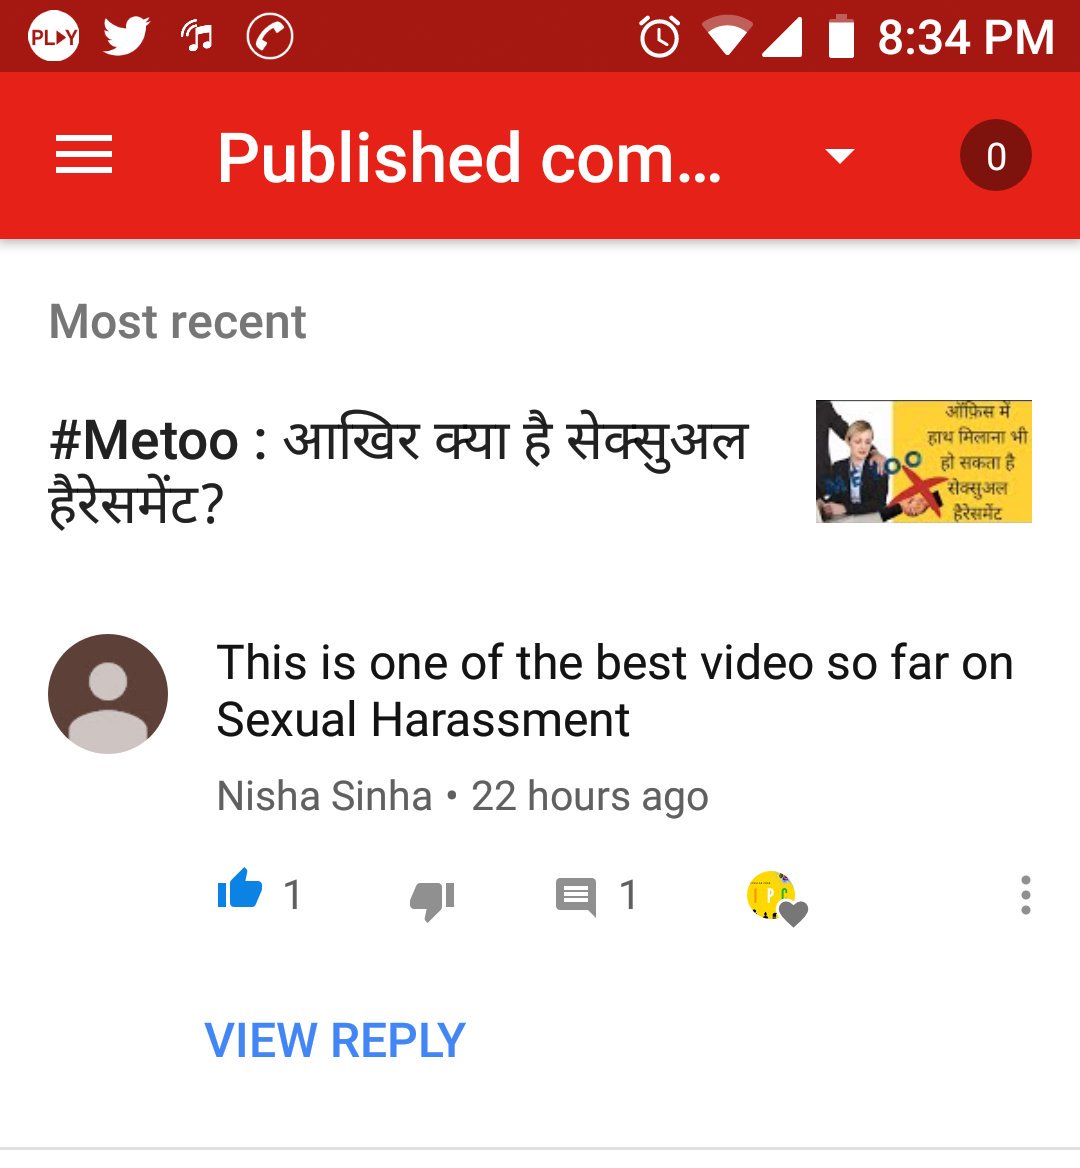 PLAY
8:34 PM
Published com...
0
Most recent
#Metoo : आखिर क्या है सेक्सुअल
हैरेसमेंट?
ऑफ़िस में
हाथ मिलाना भी
हो सकता है
सेक्सुअल
हैरेसमेंट
METOO
This is one of the best video so far on
Sexual Harassment
Nisha Sinha • 22 hours ago
1
1
IPC
VIEW REPLY